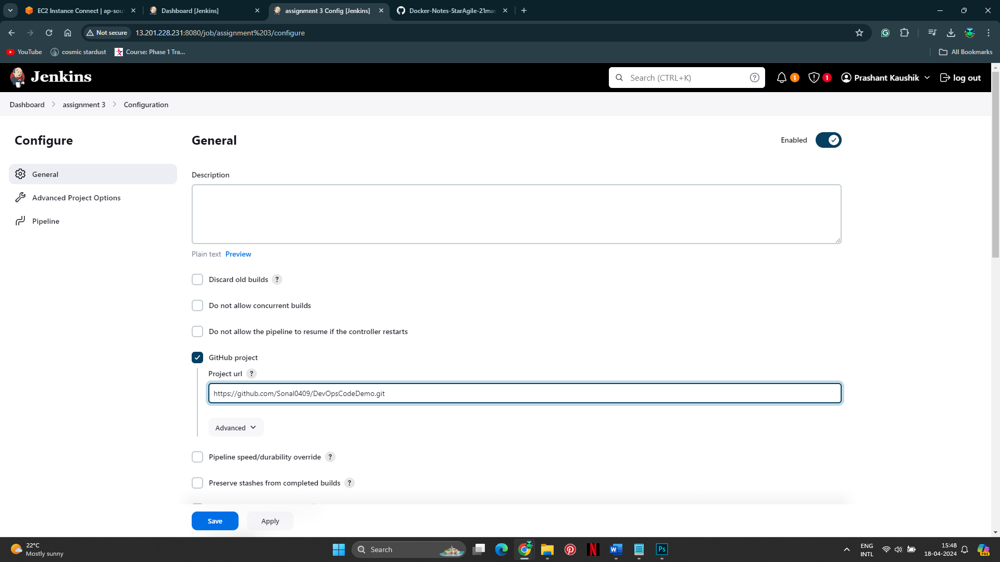 EC2 Instance Connect | ap-sou
Dashboard [Jenkins]
assignment 3 Config [Jenkins]
Docker-Notes-StarAgile-21mar
Not secure
13.201.228.231:8080/job/assignment%203/configure
YouTube
cosmic stardust
Course: Phase 1 Tra...
All Bookmarks
Jenkins
Search (CTRL+K)
?
1
1
Prashant Kaushik
log out
Dashboard
assignment 3
Configuration
Configure
General
Enabled
General
Advanced Project Options
Pipeline
Description
Plain text Preview
Discard old builds ?
Do not allow concurrent builds
Do not allow the pipeline to resume if the controller restarts
GitHub project
Project url ?
https://github.com/Sonal0409/DevOpsCodeDemo.git
Advanced
Pipeline speed/durability override ?
Preserve stashes from completed builds ?
Save
Apply
22°C
Mostly sunny
Search
N
W
Ps
ENG
INTL
15:48
18-04-2024
PRE